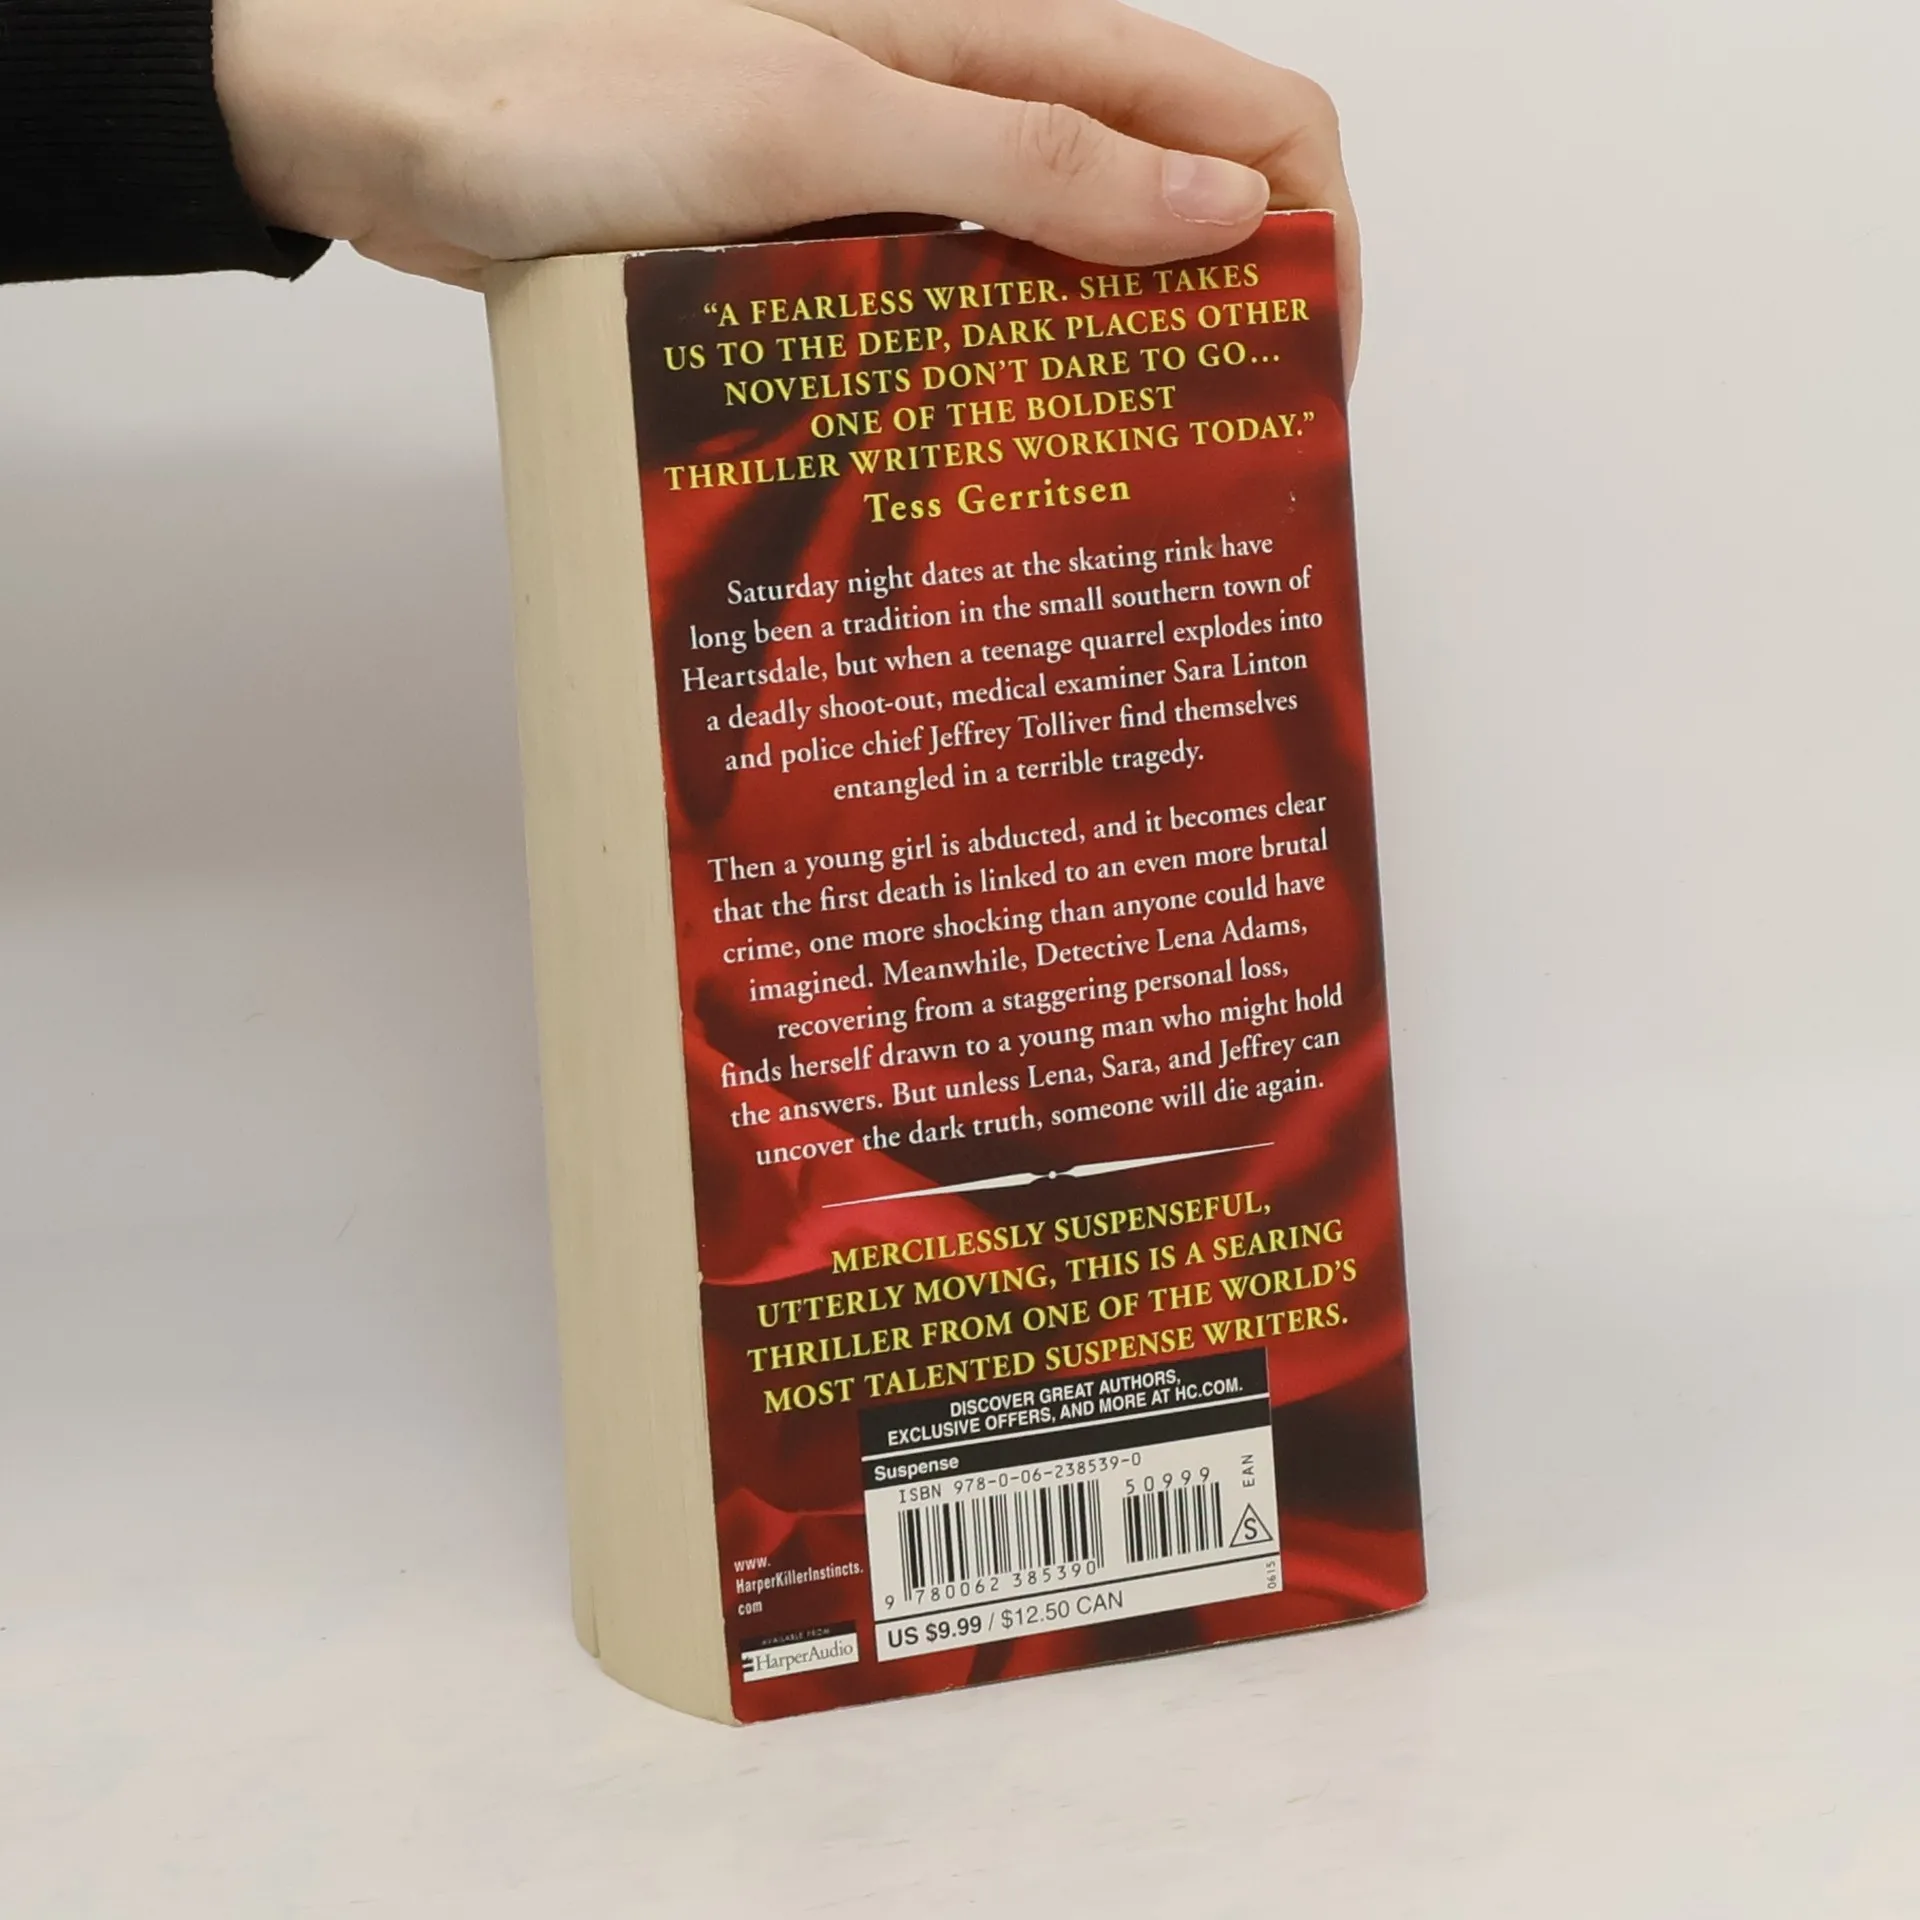 “A FEARLESS WRITER. SHE TAKES
US TO THE DEEP, DARK PLACES OTHER
NOVELISTS DON’T DARE TO GO...
ONE OF THE BOLDEST
THRILLER WRITERS WORKING TODAY.”
Tess Gerritsen
Saturday night dates at the skating rink have
long been a tradition in the small southern town of
Heartsdale, but when a teenage quarrel explodes into
a deadly shoot-out, medical examiner Sara Linton
and police chief Jeffrey Tolliver find themselves
entangled in a terrible tragedy.
Then a young girl is abducted, and it becomes clear
that the first death is linked to an even more brutal
crime, one more shocking than anyone could have
imagined. Meanwhile, Detective Lena Adams,
recovering from a staggering personal loss,
finds herself drawn to a young man who might hold
the answers. But unless Lena, Sara, and Jeffrey can
uncover the dark truth, someone will die again.
MERCILESSLY SUSPENSEFUL,
UTTERLY MOVING, THIS IS A SEARING
THRILLER FROM ONE OF THE WORLD’S
MOST TALENTED SUSPENSE WRITERS.
DISCOVER GREAT AUTHORS,
EXCLUSIVE OFFERS, AND MORE AT HC.COM.
Suspense
ISBN 978-0-06-238539-0
50999
EAN
S
9 780062 385390
0615
US $9.99 / $12.50 CAN
www.
HarperKillerInstincts.
com
AVAILABLE FROM
HarperAudio